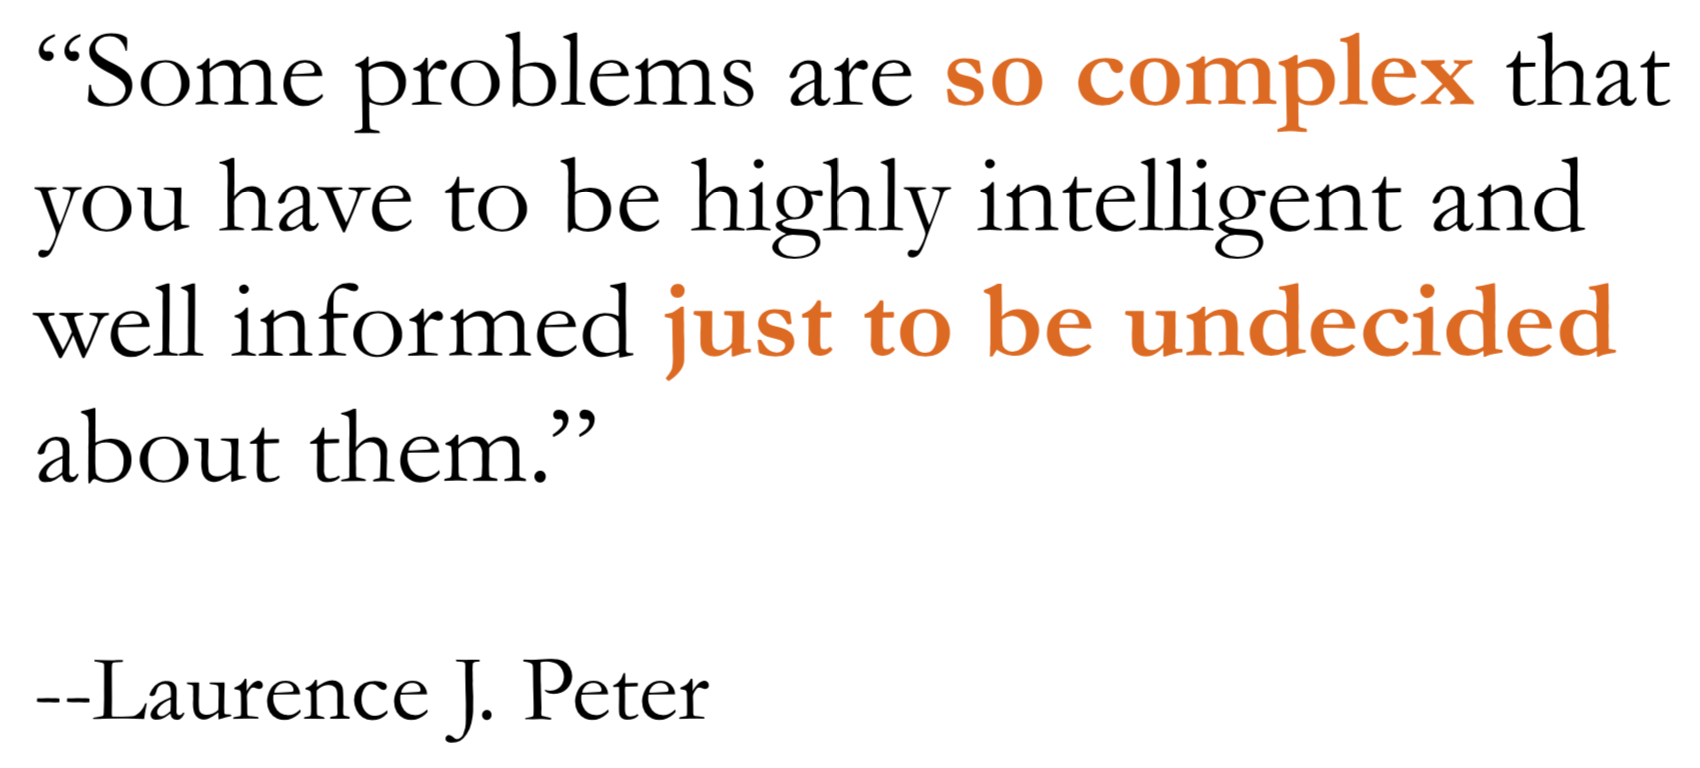 “Some problems are so complex that
you have to be highly intelligent and
well informed just to be undecided
about them.”
--Laurence J. Peter